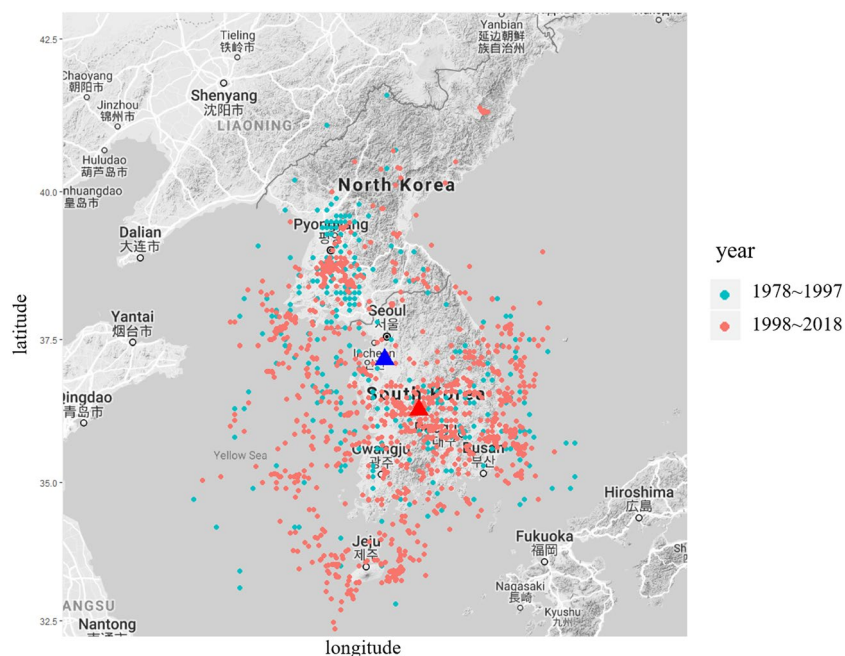 42.5
40.0
37.5
35.0
32.5
latitude
longitude
Yanbian
延边朝鲜
族自治州
Tieling
铁岭市
Chaoyang
朝阳市
Shenyang
沈阳市
Jinzhou
锦州市
LIAONING
Huludao
葫芦岛市
nhuangdao
皇岛市
North Korea
Dalian
大连市
Pyongyang
Seoul
서울
Yantai
烟台市
Incheon
South Korea
Qingdao
青岛市
Gwangju
광주
대구
Busan
부산
Yellow Sea
Hiroshima
広島
Jeju
제주
Fukuoka
福岡
Nagasaki
長崎
Kyushu
九州
ANGSU
Nantong
year
1978~1997
1998~2018